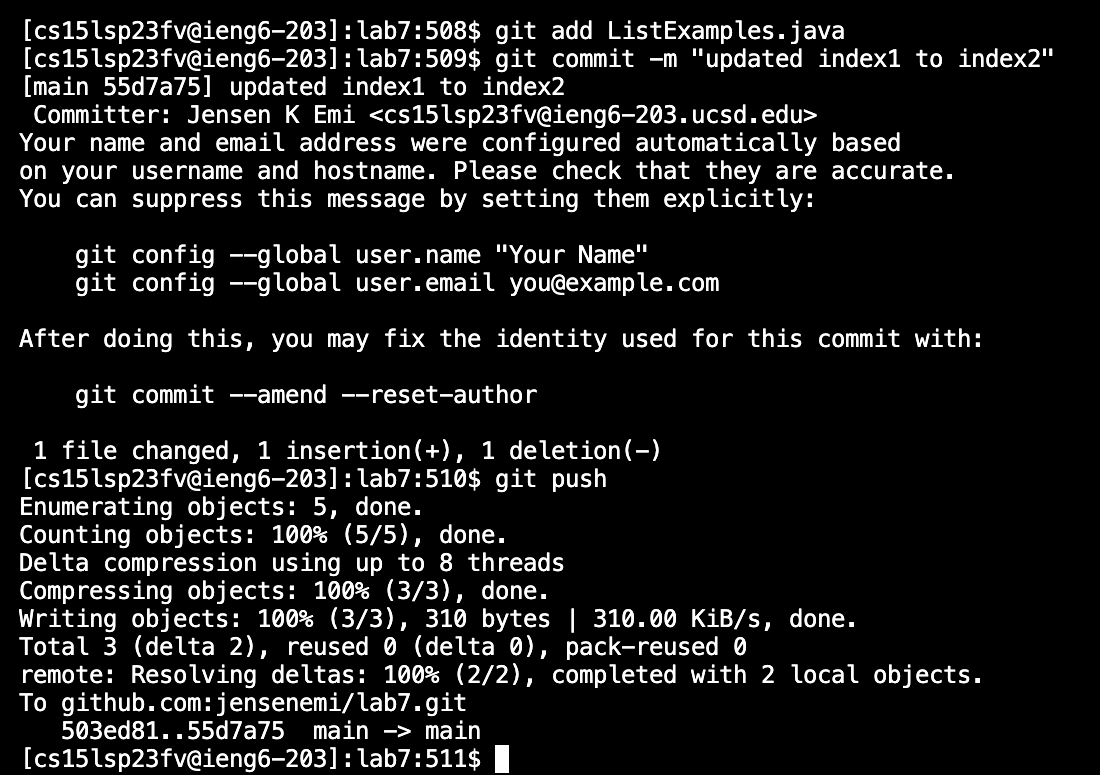 [cs15lsp23fv@ieng6-203]:lab7:508$ git add ListExamples.java
[cs15lsp23fv@ieng6-203]:lab7:509$ git commit -m "updated index1 to index2"
[main 55d7a75] updated index1 to index2
 Committer: Jensen K Emi <cs15lsp23fv@ieng6-203.ucsd.edu>
Your name and email address were configured automatically based
on your username and hostname. Please check that they are accurate.
You can suppress this message by setting them explicitly:

    git config --global user.name "Your Name"
    git config --global user.email you@example.com

After doing this, you may fix the identity used for this commit with:

    git commit --amend --reset-author

 1 file changed, 1 insertion(+), 1 deletion(-)
[cs15lsp23fv@ieng6-203]:lab7:510$ git push
Enumerating objects: 5, done.
Counting objects: 100% (5/5), done.
Delta compression using up to 8 threads
Compressing objects: 100% (3/3), done.
Writing objects: 100% (3/3), 310 bytes | 310.00 KiB/s, done.
Total 3 (delta 2), reused 0 (delta 0), pack-reused 0
remote: Resolving deltas: 100% (2/2), completed with 2 local objects.
To github.com:jensenemi/lab7.git
   503ed81..55d7a75  main -> main
[cs15lsp23fv@ieng6-203]:lab7:511$